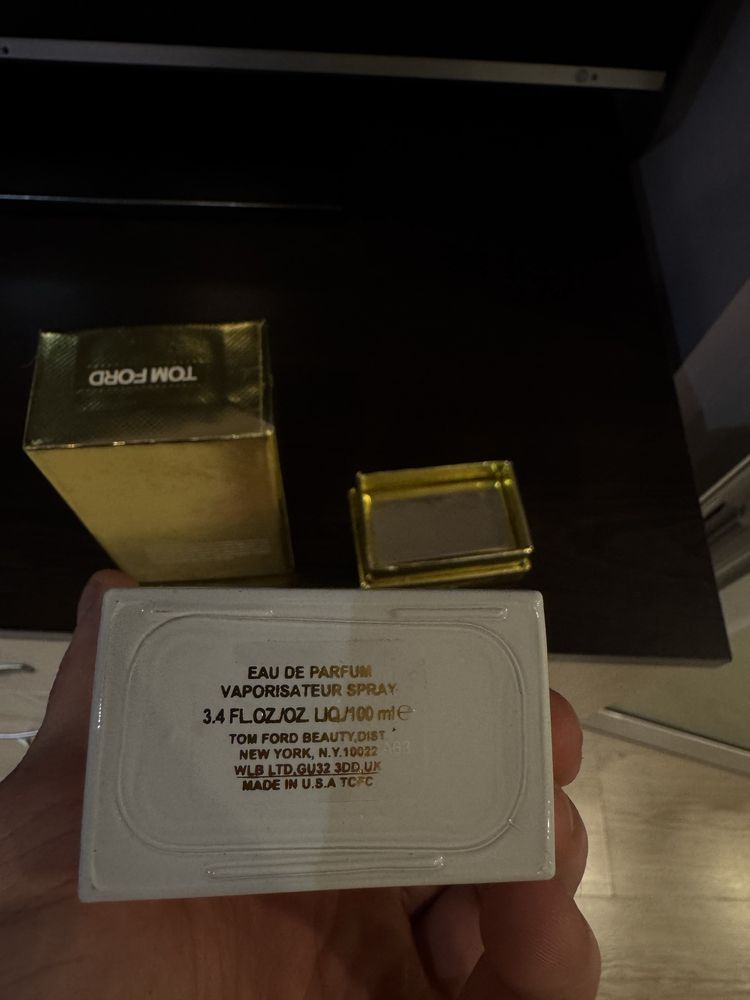 TOM FORD
EAU DE PARFUM
VAPORISATEUR SPRAY
3.4 FL.OZ./OZ. LIQ./100 ml ℮
TOM FORD BEAUTY,DIST
NEW YORK, N.Y.10022
WLB LTD,GU32 3DD,UK
MADE IN U.S.A TCFC